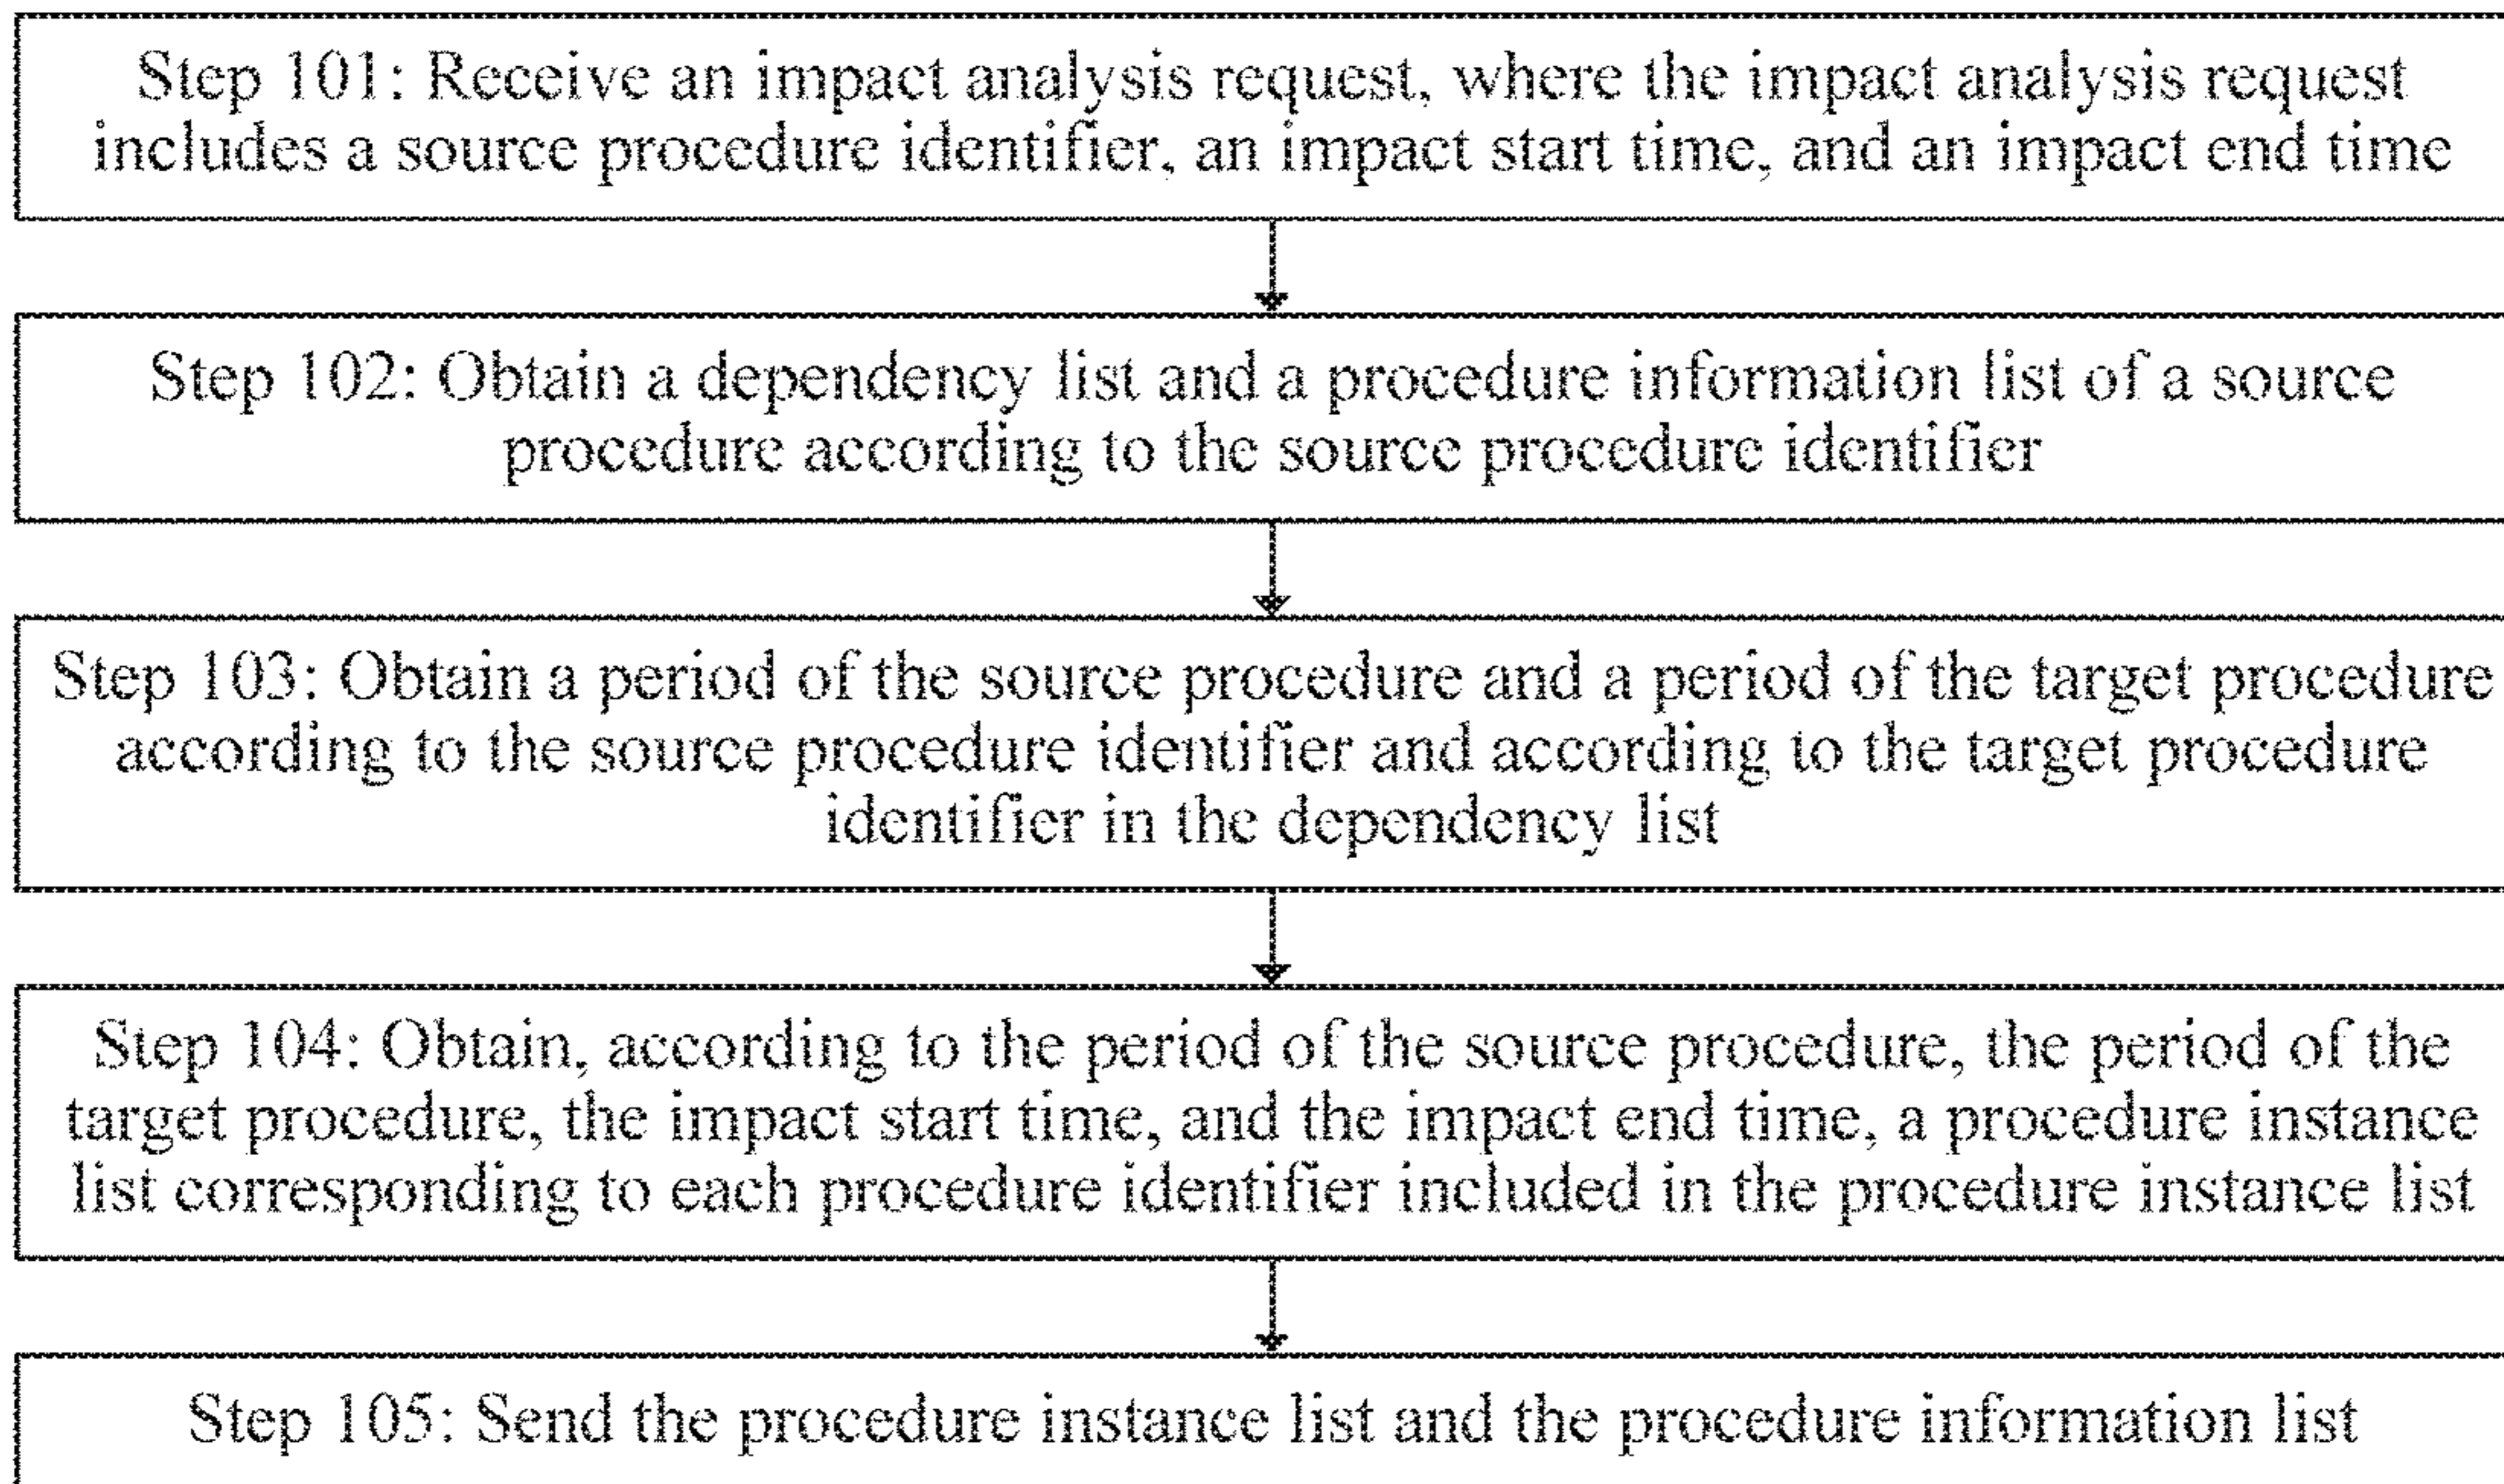 Step 101: Receive an impact analysis request, where the impact analysis request
includes a source procedure identifier, an impact start time, and an impact end time
Step 102: Obtain a dependency list and a procedure information list of a source
procedure according to the source procedure identifier
Step 103: Obtain a period of the source procedure and a period of the target procedure
according to the source procedure identifier and according to the target procedure
identifier in the dependency list
Step 104: Obtain, according to the period of the source procedure, the period of the
target procedure, the impact start time, and the impact end time, a procedure instance
list corresponding to each procedure identifier included in the procedure instance list
Step 105: Send the procedure instance list and the procedure information list